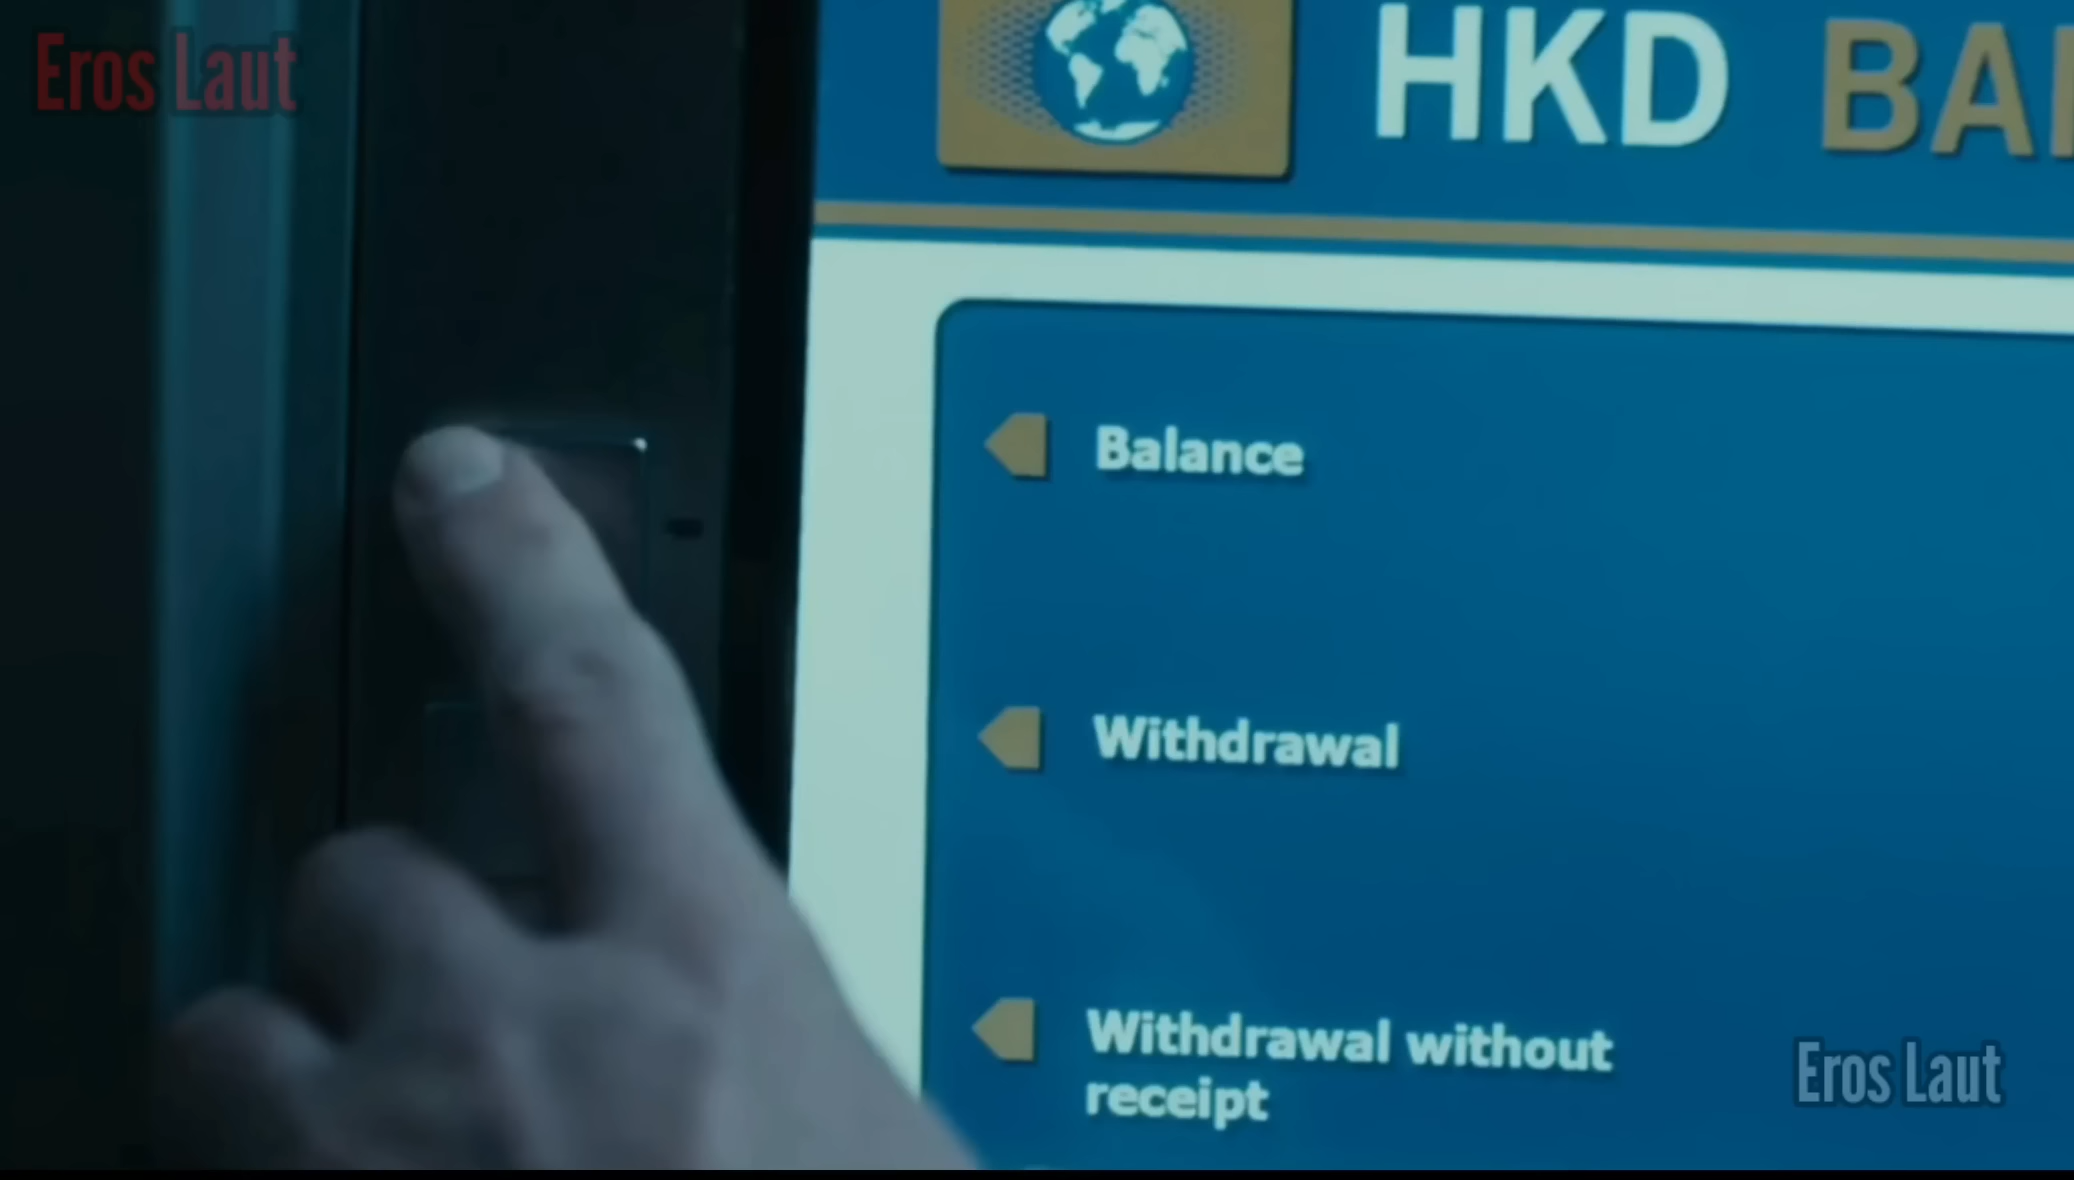 Eros Laut
HKD BA
Balance
Withdrawal
Withdrawal without
receipt
Eros Laut